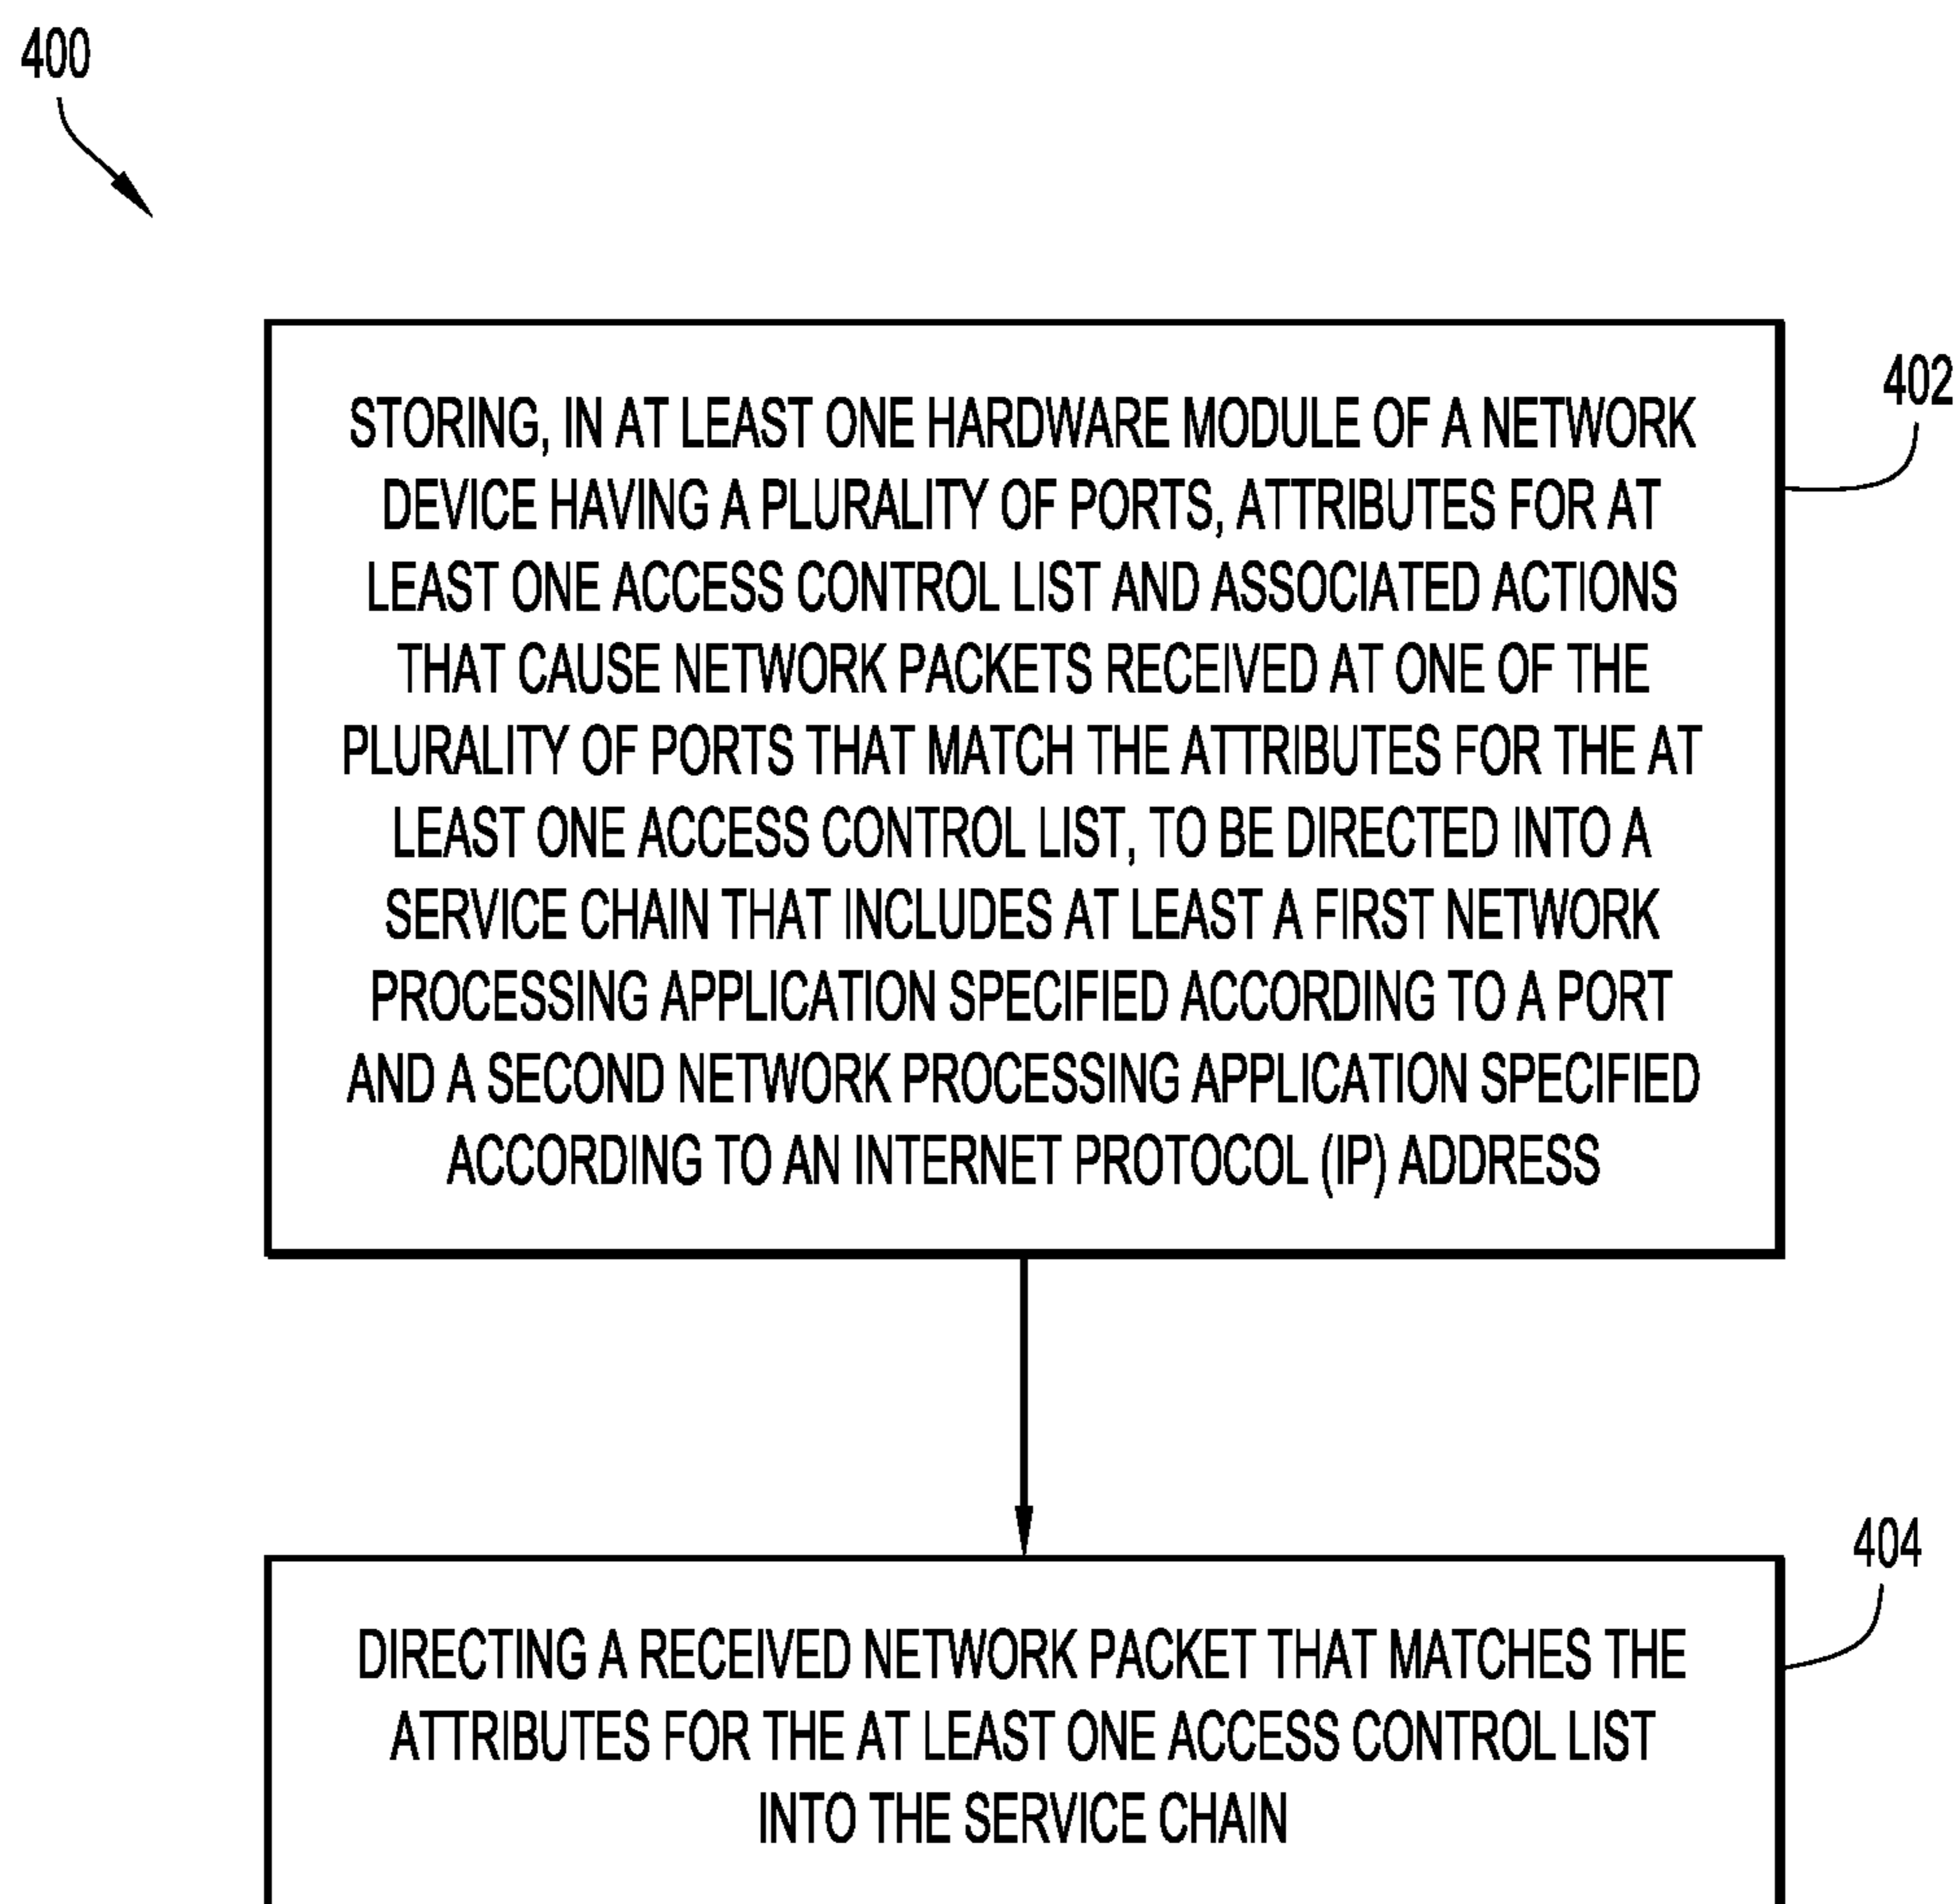 400
402
STORING, IN AT LEAST ONE HARDWARE MODULE OF A NETWORK
DEVICE HAVING A PLURALITY OF PORTS, ATTRIBUTES FOR AT
LEAST ONE ACCESS CONTROL LIST AND ASSOCIATED ACTIONS
THAT CAUSE NETWORK PACKETS RECEIVED AT ONE OF THE
PLURALITY OF PORTS THAT MATCH THE ATTRIBUTES FOR THE AT
LEAST ONE ACCESS CONTROL LIST, TO BE DIRECTED INTO A
SERVICE CHAIN THAT INCLUDES AT LEAST A FIRST NETWORK
PROCESSING APPLICATION SPECIFIED ACCORDING TO A PORT
AND A SECOND NETWORK PROCESSING APPLICATION SPECIFIED
ACCORDING TO AN INTERNET PROTOCOL (IP) ADDRESS
404
DIRECTING A RECEIVED NETWORK PACKET THAT MATCHES THE
ATTRIBUTES FOR THE AT LEAST ONE ACCESS CONTROL LIST
INTO THE SERVICE CHAIN